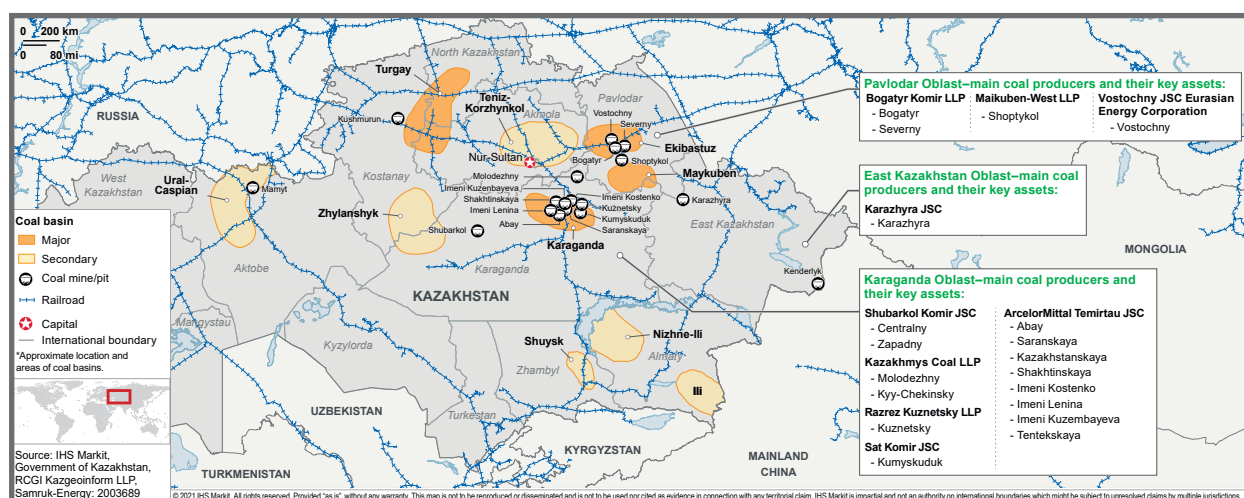 0 200 km
0 80 mi
RUSSIA
North Kazakhstan
Turgay
Teniz-
Korzhynkol
Akmola
Pavlodar
Vostochny
Severny
Kushmurun
Nur-Sultan
Bogatyr
Ekibastuz
Shoptykol
Maykuben
West
Kazakhstan
Ural-
Caspian
Mamyt
Kostanay
Zhylanshyk
Shubarkol
Molodezhny
Imeni Kuzenbayeva
Shakhtinskaya
Imeni Lenina
Abay
Imeni Kostenko
Kuznetsky
Kumyskuduk
Saranskaya
Karaganda
Karazhyra
East Kazakhstan
Kenderlyk
MONGOLIA
Aktobe
Karaganda
KAZAKHSTAN
Mangystau
Kyzylorda
Shuysk
Zhambyl
Nizhne-Ili
Almaty
Ili
Turkestan
UZBEKISTAN
TURKMENISTAN
KYRGYZSTAN
MAINLAND
CHINA
Pavlodar Oblast–main coal producers and their key assets:
Bogatyr Komir LLP
- Bogatyr
- Severny
Maikuben-West LLP
- Shoptykol
Vostochny JSC Eurasian
Energy Corporation
- Vostochny
East Kazakhstan Oblast–main coal
producers and their key assets:
Karazhyra JSC
- Karazhyra
Karaganda Oblast–main coal producers and
their key assets:
Shubarkol Komir JSC
- Centralny
- Zapadny
Kazakhmys Coal LLP
- Molodezhny
- Kyy-Chekinsky
Razrez Kuznetsky LLP
- Kuznetsky
Sat Komir JSC
- Kumyskuduk
ArcelorMittal Temirtau JSC
- Abay
- Saranskaya
- Kazakhstanskaya
- Shakhtinskaya
- Imeni Kostenko
- Imeni Lenina
- Imeni Kuzembayeva
- Tentekskaya
Coal basin
Major
Secondary
Coal mine/pit
Railroad
Capital
International boundary
*Approximate location and
areas of coal basins.
Source: IHS Markit,
Government of Kazakhstan,
RCGI Kazgeoinform LLP,
Samruk-Energy: 2003689
© 2021 IHS Markit. All rights reserved. Provided "as is", without any warranty. This map is not to be reproduced or disseminated and is not to be used nor cited as evidence in connection with any territorial claim. IHS Markit is impartial and not an authority on international boundaries which might be subject to unresolved claims by multiple jurisdictions.